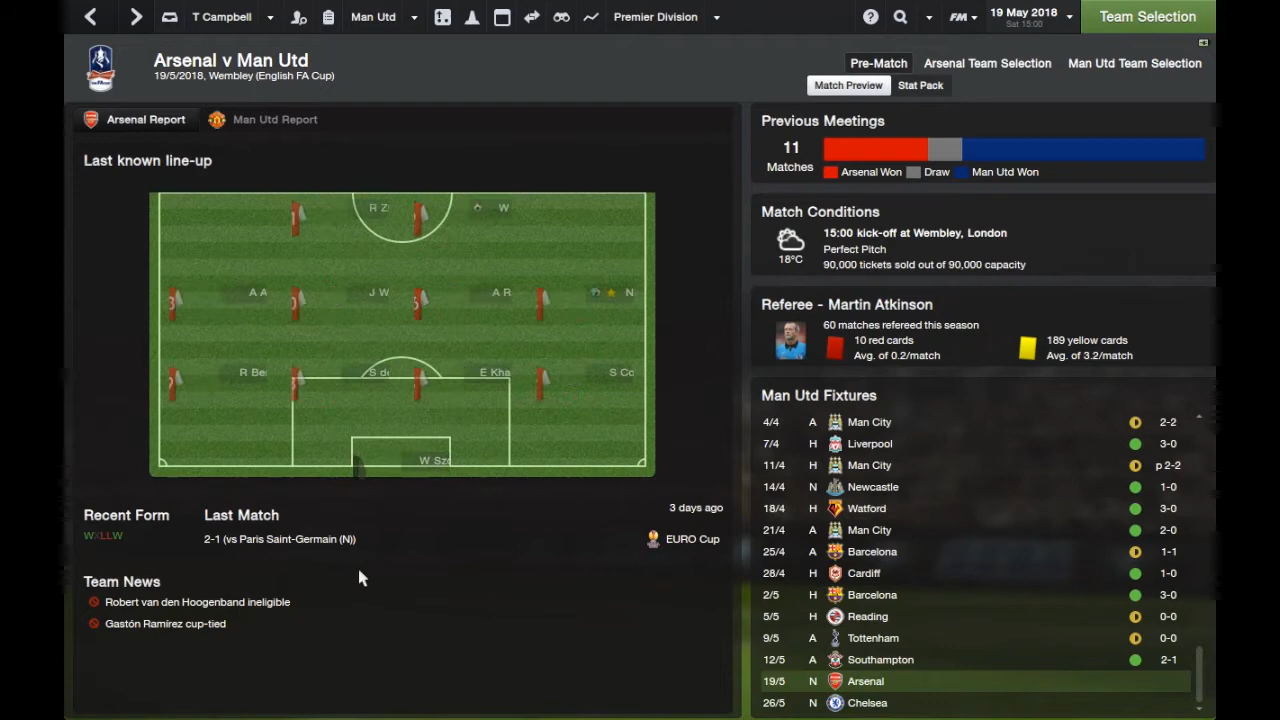 T Campbell
Man Utd
Premier Division
FM
19 May 2018
Sat 15:00
Team Selection
Arsenal v Man Utd
19/5/2018, Wembley (English FA Cup)
Pre-Match
Arsenal Team Selection
Man Utd Team Selection
Match Preview
Stat Pack
Arsenal Report
Man Utd Report
Last known line-up
R Z
W
A A
J W
A R
N
R Be
S de
E Kha
S Co
W Szc
Recent Form
Last Match
3 days ago
2-1 (vs Paris Saint-Germain (N))
EURO Cup
Team News
Robert van den Hoogenband ineligible
Gastón Ramírez cup-tied
Previous Meetings
11
Matches
Arsenal Won
Draw
Man Utd Won
Match Conditions
18°C
15:00 kick-off at Wembley, London
Perfect Pitch
90,000 tickets sold out of 90,000 capacity
Referee - Martin Atkinson
60 matches refereed this season
10 red cards
Avg. of 0.2/match
189 yellow cards
Avg. of 3.2/match
Man Utd Fixtures
4/4 A Man City 2-2
7/4 H Liverpool 3-0
11/4 H Man City p 2-2
14/4 N Newcastle 1-0
18/4 H Watford 3-0
21/4 A Man City 2-0
25/4 A Barcelona 1-1
28/4 H Cardiff 1-0
2/5 H Barcelona 3-0
5/5 H Reading 0-0
9/5 A Tottenham 0-0
12/5 A Southampton 2-1
19/5 N Arsenal
26/5 N Chelsea